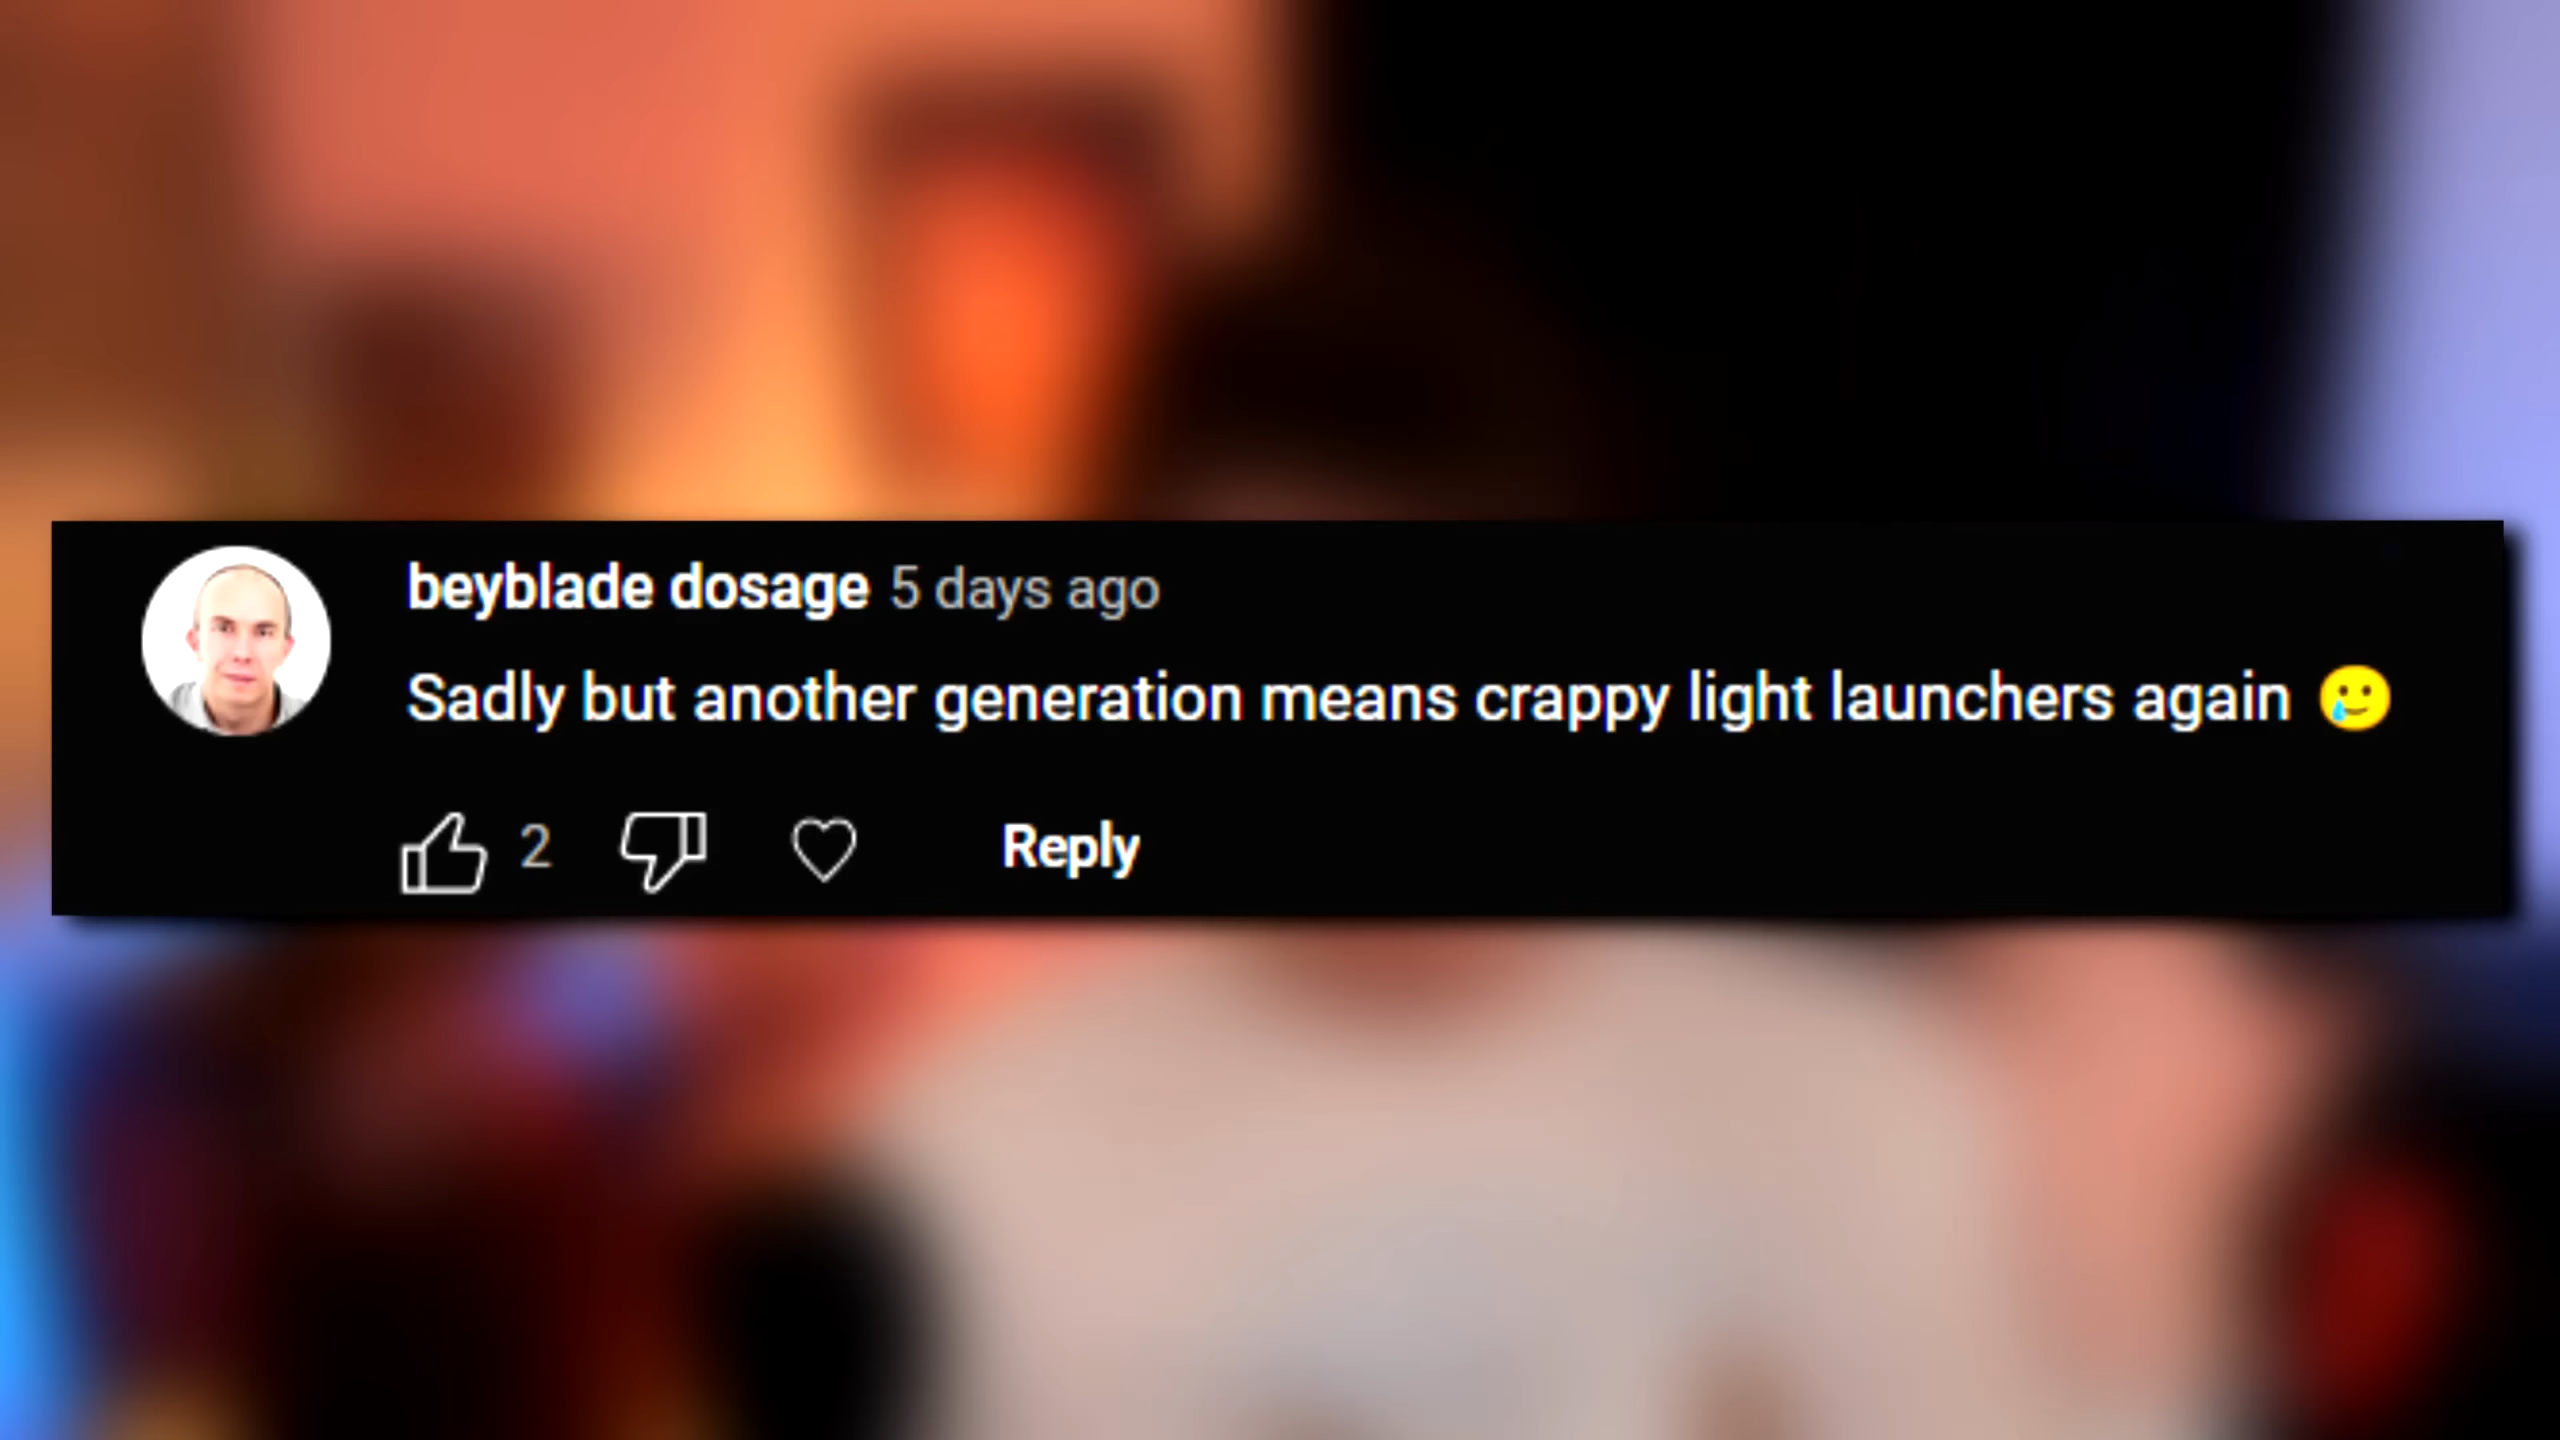 beyblade dosage 5 days ago
Sadly but another generation means crappy light launchers again 🥲
2 Reply